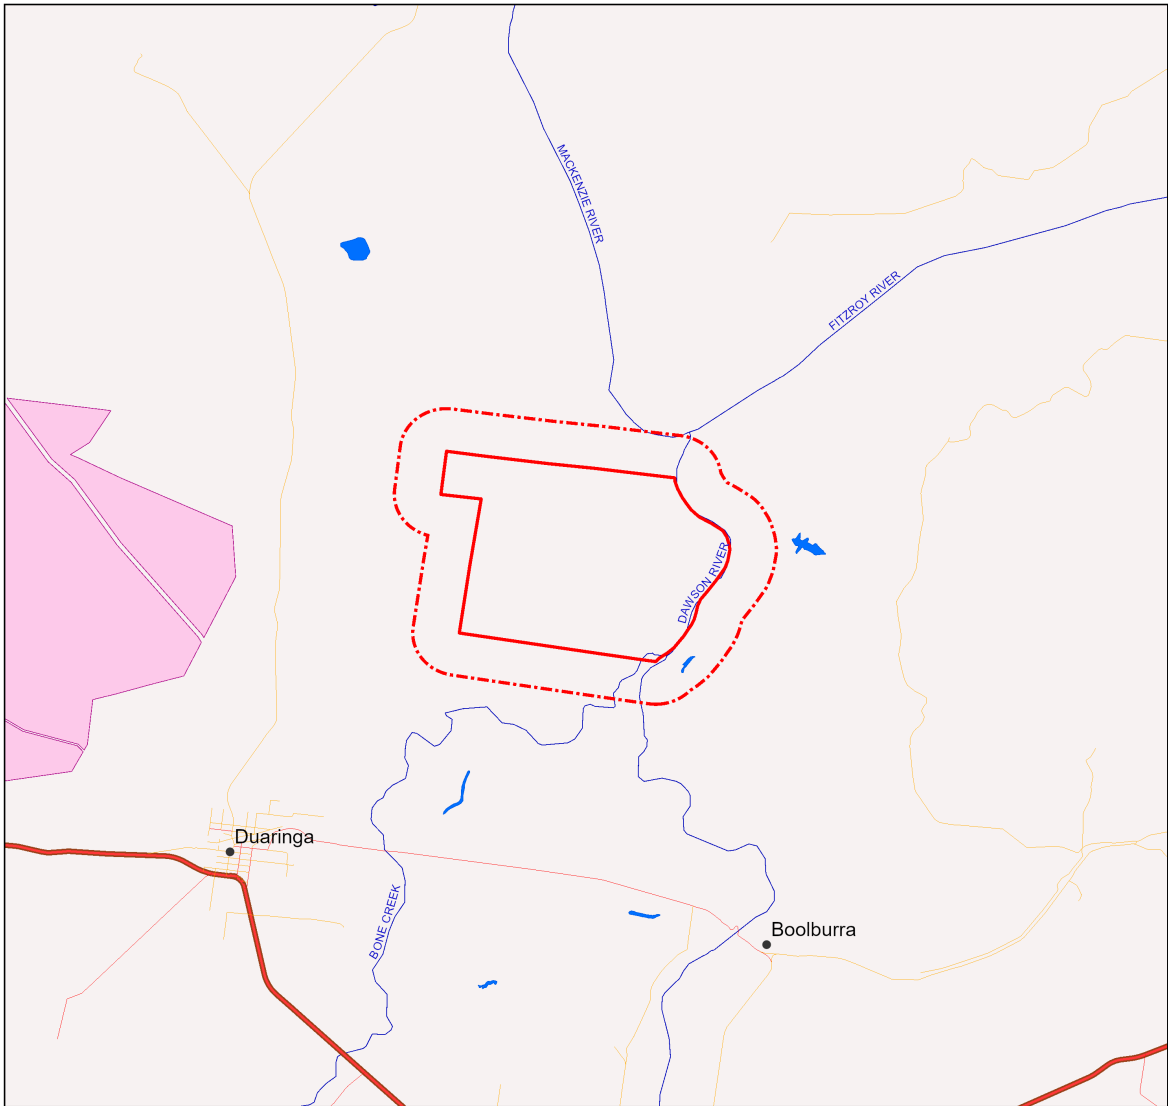 MACKENZIE RIVER
FITZROY RIVER
DAWSON RIVER
Duaringa
BONE CREEK
Boolburra